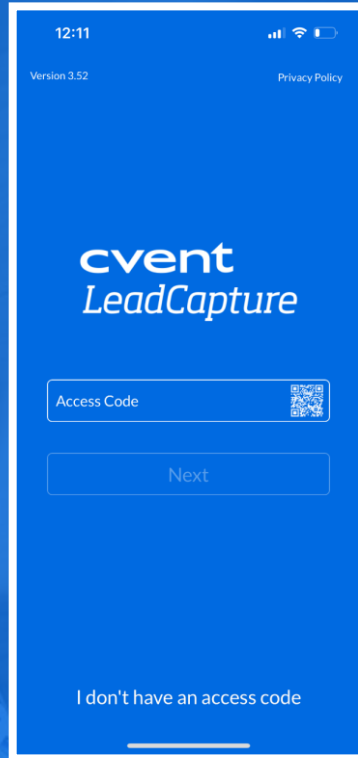 12:11
Version 3.52
Privacy Policy
cvent
LeadCapture
Access Code
Next
I don't have an access code